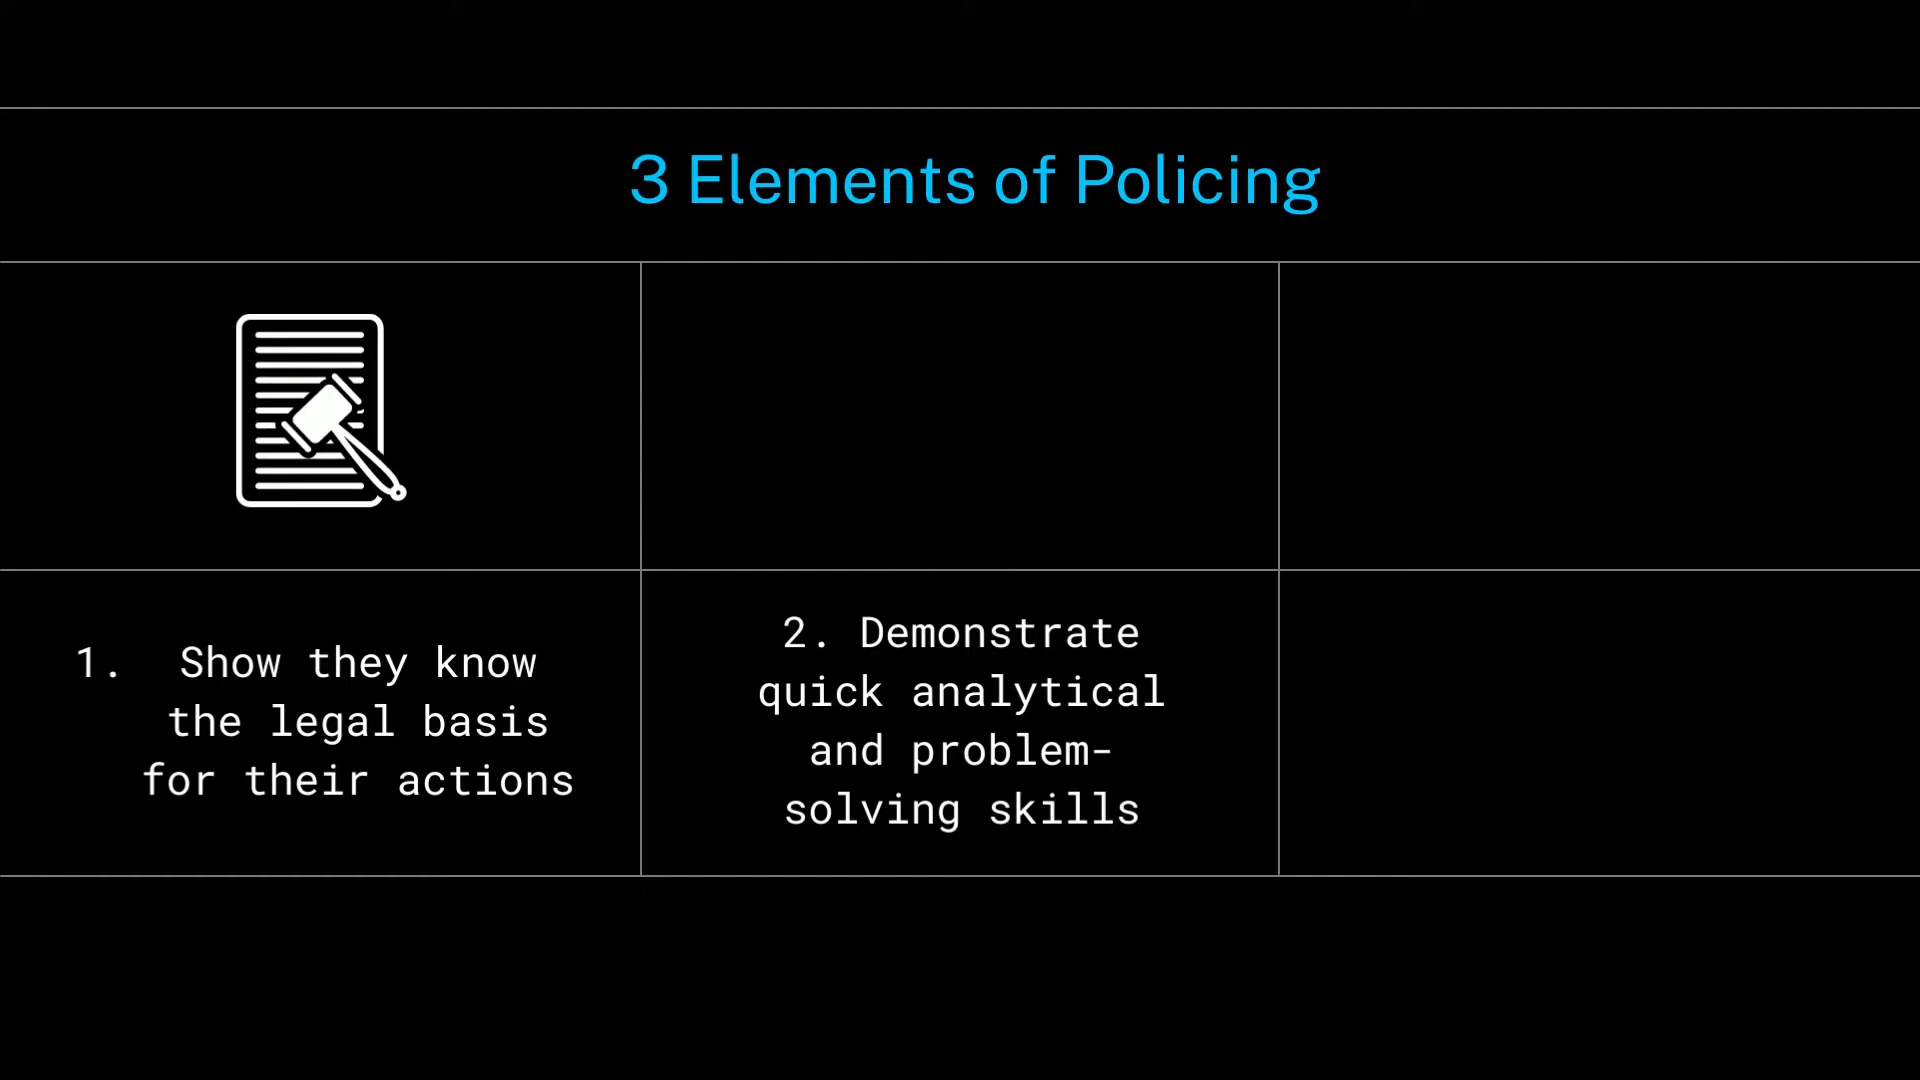 3 Elements of Policing
1. Show they know
the legal basis
for their actions
2. Demonstrate
quick analytical
and problem-
solving skills